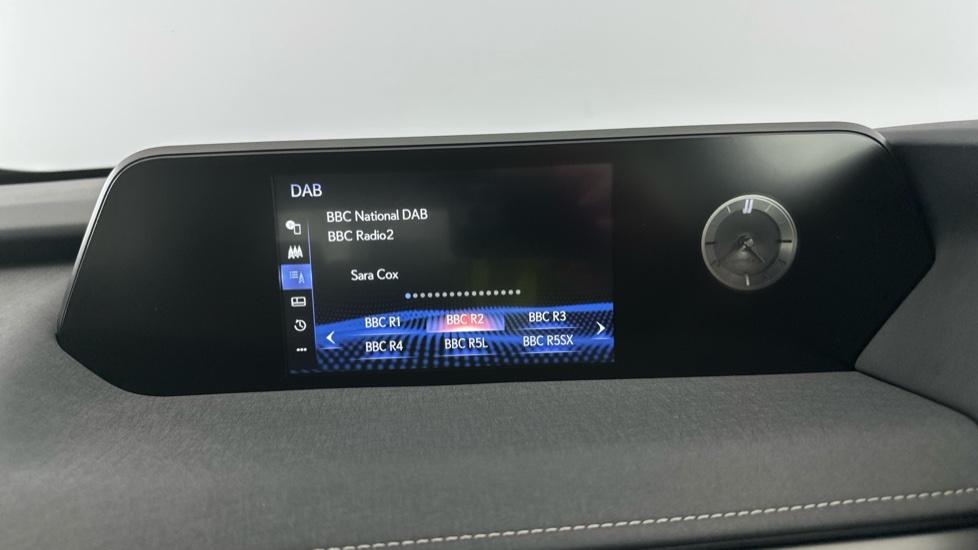 DAB
BBC National DAB
BBC Radio2
Sara Cox
BBC R1 BBC R2 BBC R3
BBC R4 BBC R5L BBC R5SX